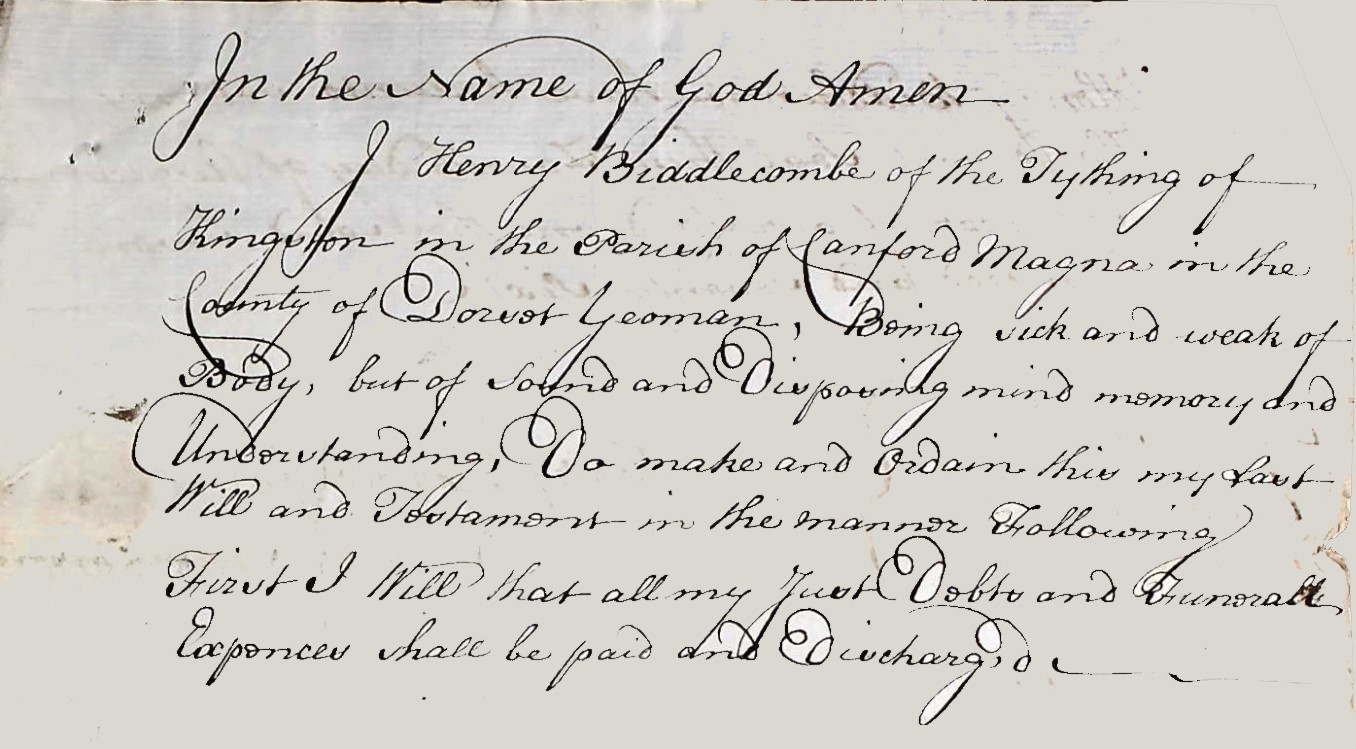 In the Name of God Amen
I Henry Biddlecombe of the Tything of
Kingston in the Parish of Canford Magna in the
County of Dorset Yeoman, Being sick and weak of
Body, but of sound and Disposing mind memory and
Understanding, Do make and Ordain this my Last
Will and Testament in the manner Following
First I Will that all my Just Debts and Funerall
Expences shall be paid and Discharg,d